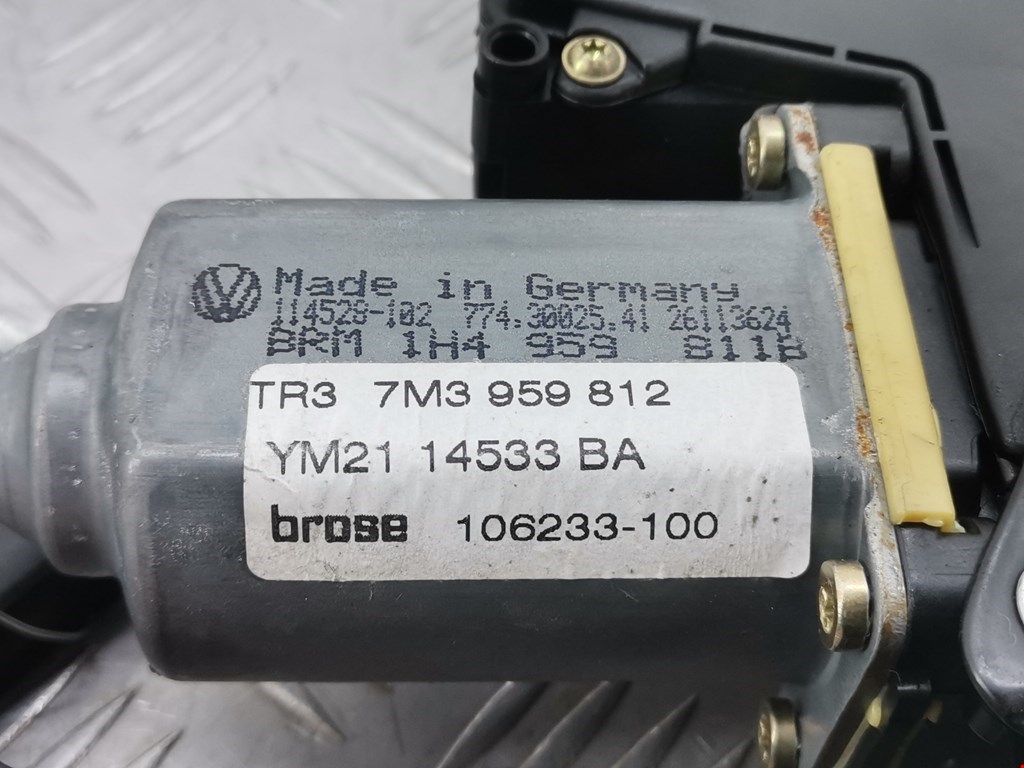 Made in Germany
114528-102 774.30025.41 26113624
BRM 1H4 959 811B
TR3 7M3 959 812
YM21 14533 BA
brose 106233-100